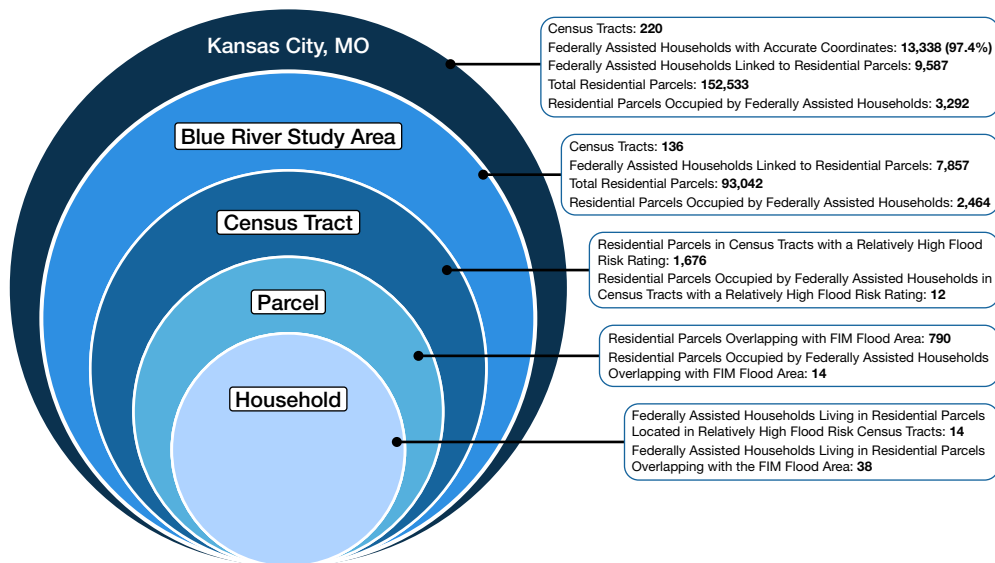 Kansas City, MO
Census Tracts: 220
Federally Assisted Households with Accurate Coordinates: 13,338 (97.4%)
Federally Assisted Households Linked to Residential Parcels: 9,587
Total Residential Parcels: 152,533
Residential Parcels Occupied by Federally Assisted Households: 3,292
Blue River Study Area
Census Tracts: 136
Federally Assisted Households Linked to Residential Parcels: 7,857
Total Residential Parcels: 93,042
Residential Parcels Occupied by Federally Assisted Households: 2,464
Census Tract
Residential Parcels in Census Tracts with a Relatively High Flood
Risk Rating: 1,676
Residential Parcels Occupied by Federally Assisted Households in
Census Tracts with a Relatively High Flood Risk Rating: 12
Parcel
Residential Parcels Overlapping with FIM Flood Area: 790
Residential Parcels Occupied by Federally Assisted Households
Overlapping with FIM Flood Area: 14
Household
Federally Assisted Households Living in Residential Parcels
Located in Relatively High Flood Risk Census Tracts: 14
Federally Assisted Households Living in Residential Parcels
Overlapping with the FIM Flood Area: 38